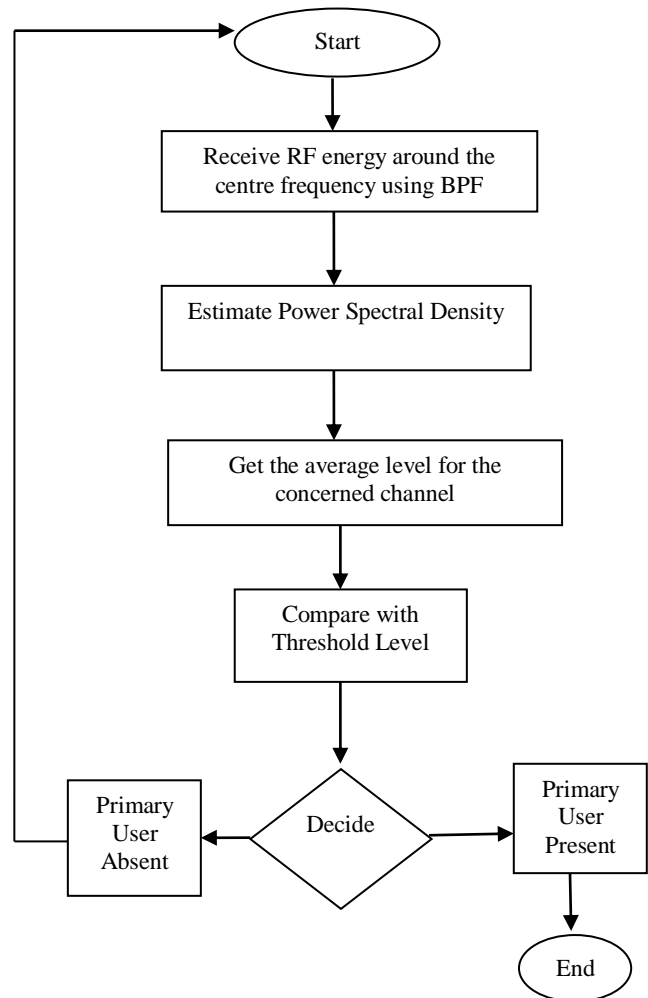 Start
Receive RF energy around the
centre frequency using BPF
Estimate Power Spectral Density
Get the average level for the
concerned channel
Compare with
Threshold Level
Decide
Primary
User
Absent
Primary
User
Present
End